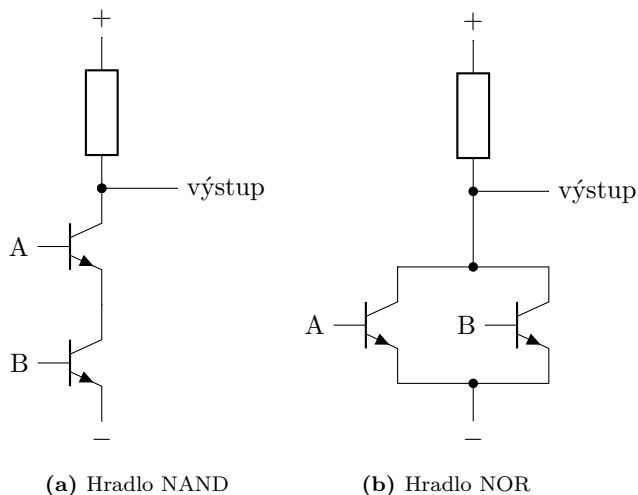 +
+
výstup
výstup
A
A
B
B
−
−
(a) Hradlo NAND
(b) Hradlo NOR